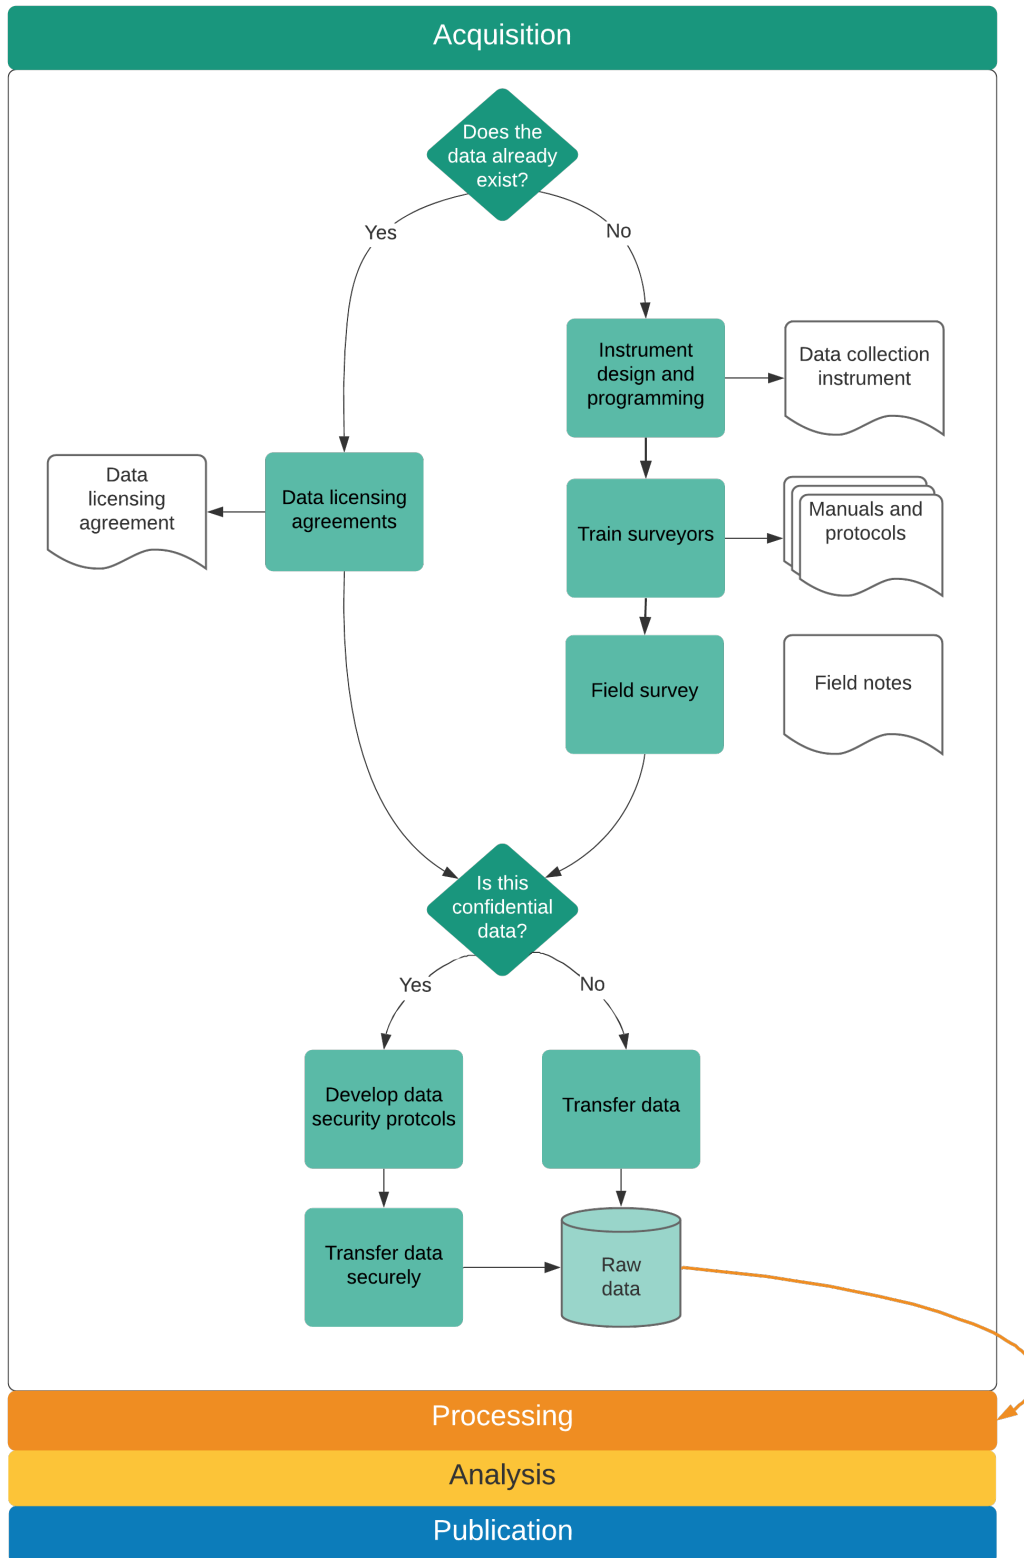 Acquisition
Does the
data already
exist?
Yes
No
Instrument
design and
programming
Data collection
instrument
Data
licensing
agreement
Data licensing
agreements
Train surveyors
Manuals and
protocols
Field survey
Field notes
Is this
confidential
data?
Yes
No
Develop data
security protcols
Transfer data
Transfer data
securely
Raw
data
Processing
Analysis
Publication